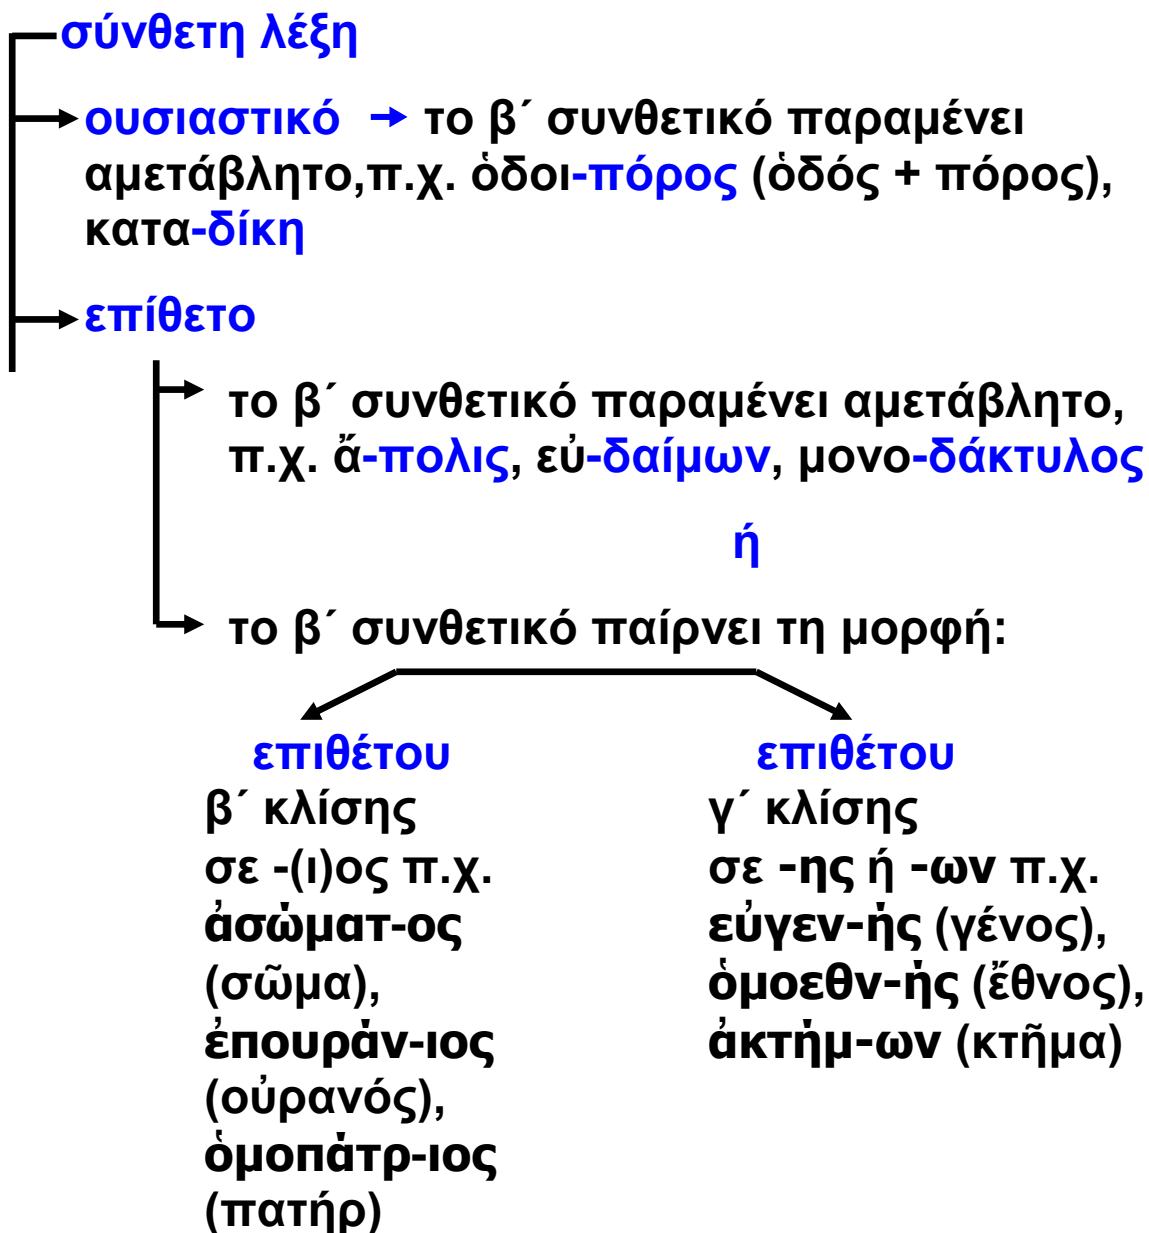 σύνθετη λέξη
ουσιαστικό → το β΄ συνθετικό παραμένει
αμετάβλητο,π.χ. ὁδοι-πόρος (ὁδός + πόρος),
κατα-δίκη
επίθετο
το β΄ συνθετικό παραμένει αμετάβλητο,
π.χ. ἄ-πολις, εὐ-δαίμων, μονο-δάκτυλος
ή
το β΄ συνθετικό παίρνει τη μορφή:
επιθέτου
β΄ κλίσης
σε -(ι)ος π.χ.
ἀσώματ-ος
(σῶμα),
ἐπουράν-ιος
(οὐρανός),
ὁμοπάτρ-ιος
(πατήρ)
επιθέτου
γ΄ κλίσης
σε -ης ή -ων π.χ.
εὐγεν-ής (γένος),
ὁμοεθν-ής (ἔθνος),
ἀκτήμ-ων (κτῆμα)